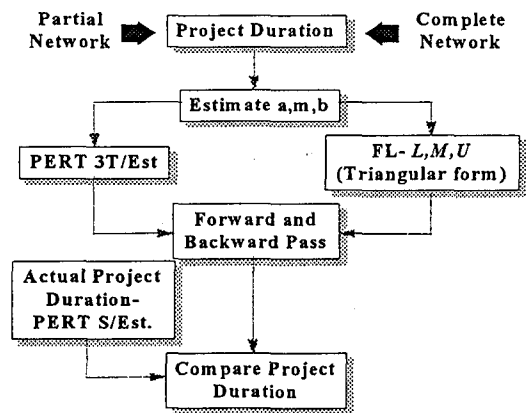 Partial
Network
Project Duration
Complete
Network
Estimate a,m,b
PERT 3T/Est
FL- L,M,U
(Triangular form)
Forward and
Backward Pass
Actual Project
Duration-
PERT S/Est.
Compare Project
Duration